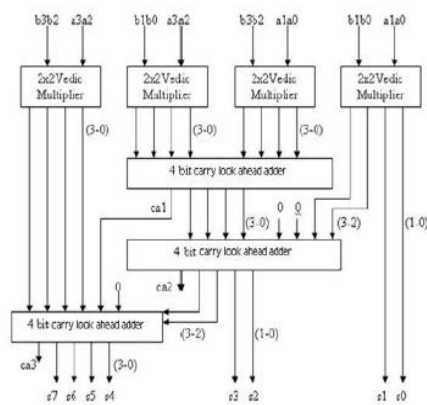 b3b2 a3a2 b1b0 a3a2 b3b2 a1a0 b1b0 a1a0
2x2Vedic Multiplier
2x2Vedic Multiplier
2x2Vedic Multiplier
2x2Vedic Multiplier
(3-0) (3-0) (3-0)
4 bit carry look ahead adder
ca1 (3-0) 0 0 (3-2) (1-0)
4 bit carry look ahead adder
0 ca2
4 bit carry look ahead adder
(3-2) (1-0)
ca3 (3-0)
s7 s6 s5 s4 s3 s2 s1 s0